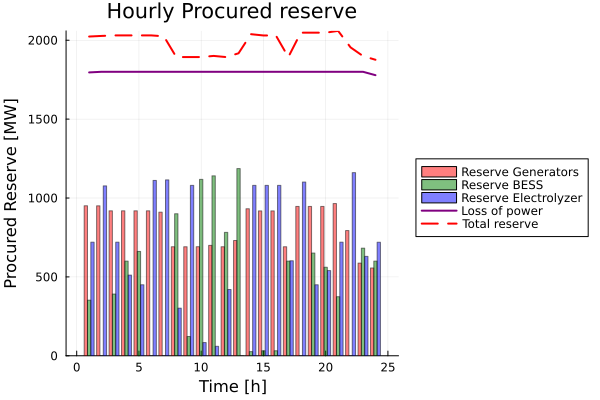 Hourly Procured reserve
Procured Reserve [MW]
2000
1500
1000
500
0
0 5 10 15 20 25
Time [h]
Reserve Generators
Reserve BESS
Reserve Electrolyzer
Loss of power
Total reserve